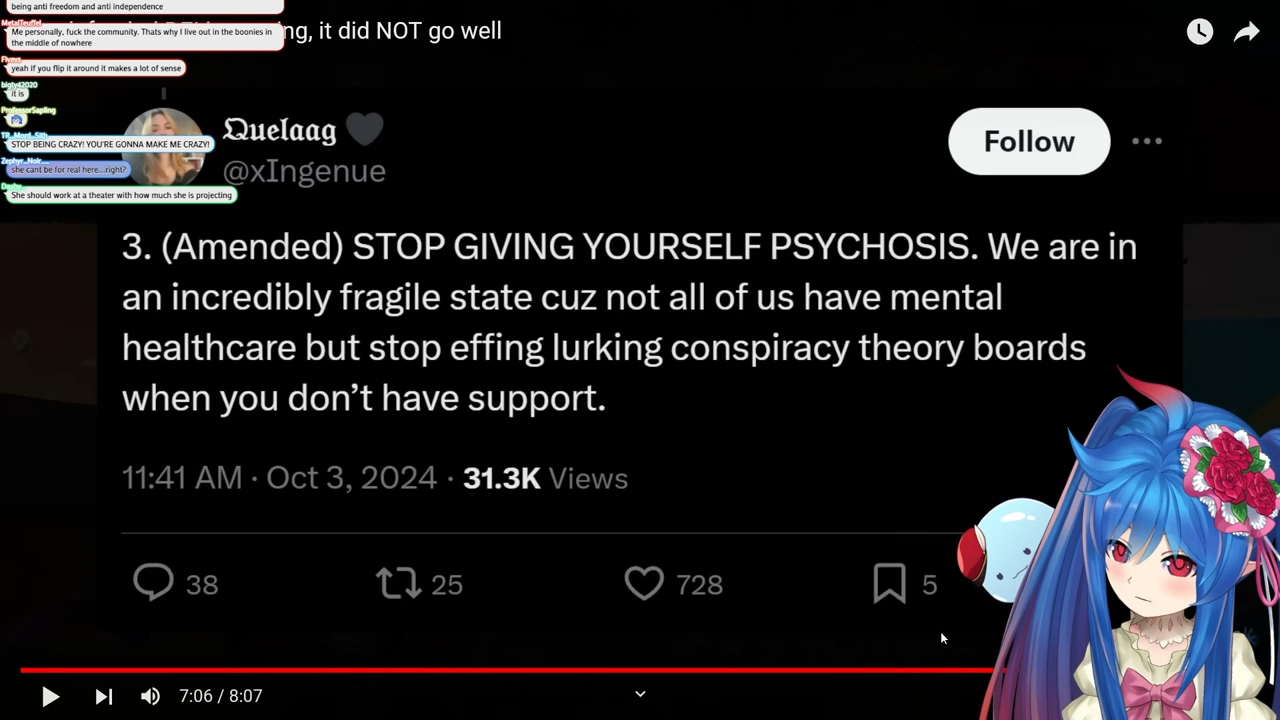 being anti freedom and anti independence
MetalTeuffel
Me personally, fuck the community. Thats why I live out in the boonies in
the middle of nowhere
ng, it did NOT go well
yeah if you flip it around it makes a lot of sense
bigty42020
it is
ProfessorSapling
TR_Mord_Sith
STOP BEING CRAZY! YOU'RE GONNA MAKE ME CRAZY!
Zephyr_Noir__
she cant be for real here...right?
She should work at a theater with how much she is projecting
Quelaag
@xIngenue
Follow
3. (Amended) STOP GIVING YOURSELF PSYCHOSIS. We are in
an incredibly fragile state cuz not all of us have mental
healthcare but stop effing lurking conspiracy theory boards
when you don’t have support.
11:41 AM · Oct 3, 2024 · 31.3K Views
38 25 728 5
7:06 / 8:07